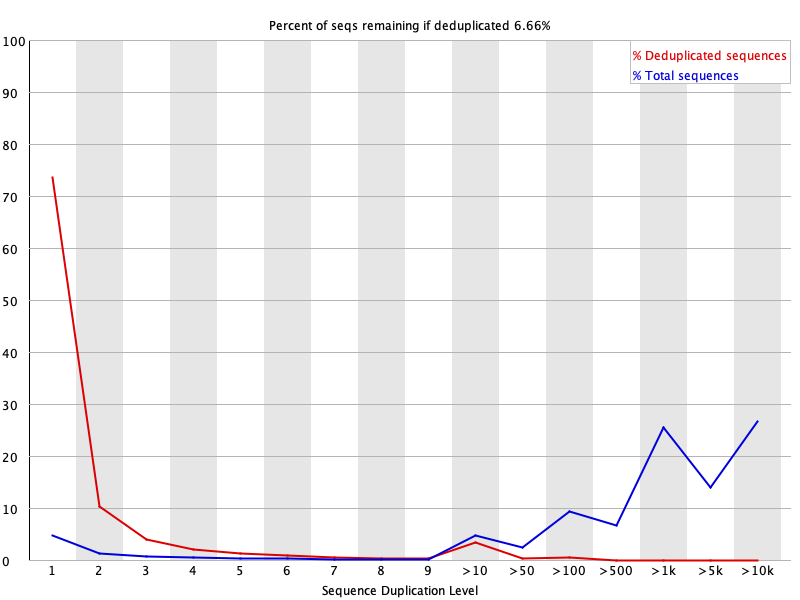 Percent of seqs remaining if deduplicated 6.66%
% Deduplicated sequences
% Total sequences
100
90
80
70
60
50
40
30
20
10
0
1 2 3 4 5 6 7 8 9 >10 >50 >100 >500 >1k >5k >10k
Sequence Duplication Level